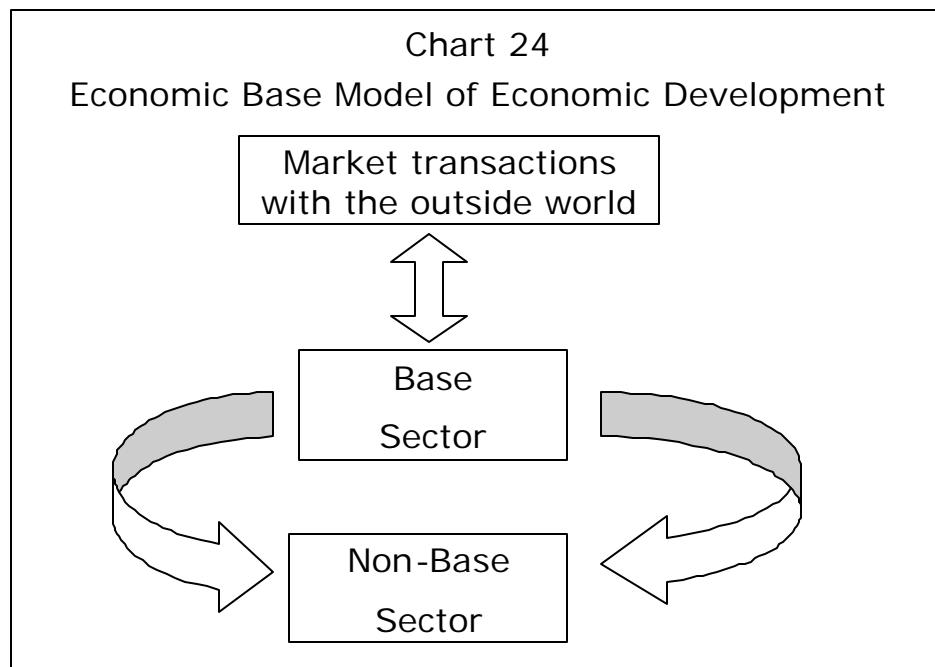 Chart 24
Economic Base Model of Economic Development
Market transactions
with the outside world
Base
Sector
Non-Base
Sector